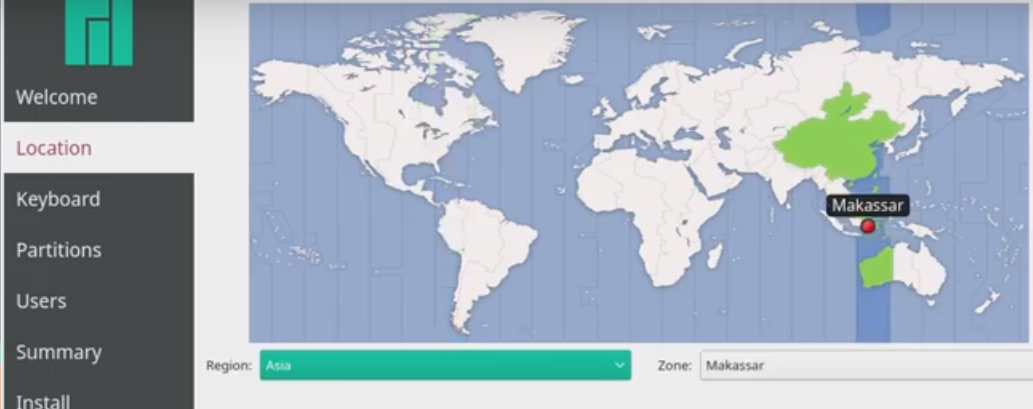 Welcome
Location
Keyboard
Partitions
Users
Summary
Install
Makassar
Region: Asia
Zone: Makassar